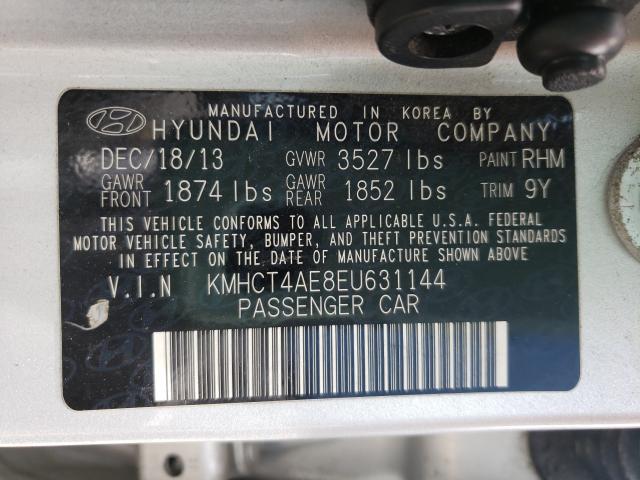 MANUFACTURED IN KOREA BY
HYUNDAI MOTOR COMPANY
DEC/18/13 GVWR 3527 lbs PAINT RHM
GAWR FRONT 1874 lbs GAWR REAR 1852 lbs TRIM 9Y
THIS VEHICLE CONFORMS TO ALL APPLICABLE U.S.A. FEDERAL
MOTOR VEHICLE SAFETY, BUMPER, AND THEFT PREVENTION STANDARDS
IN EFFECT ON THE DATE OF MANUFACTURE SHOWN ABOVE.
V.I.N KMHCT4AE8EU631144
PASSENGER CAR